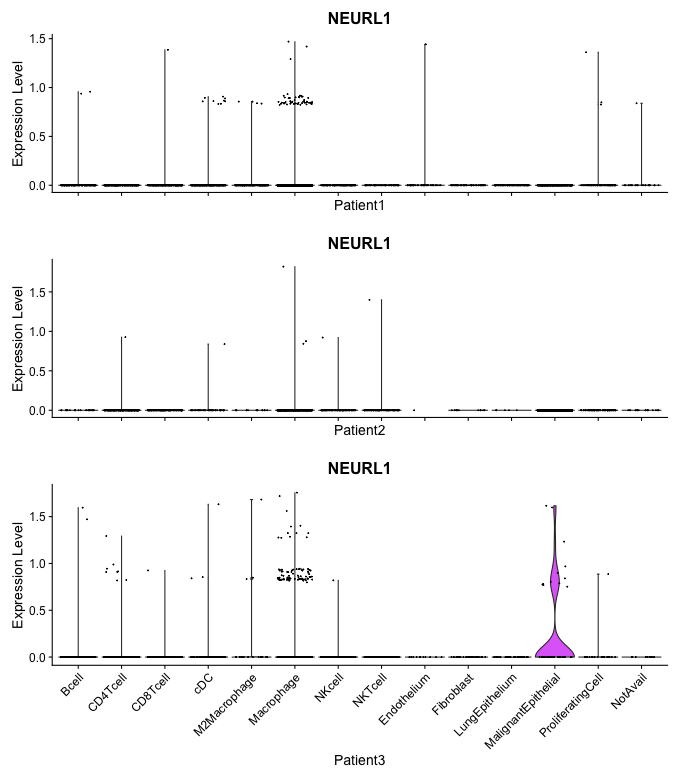 NEURL1
Expression Level
1.5
1.0
0.5
0.0
Patient1
NEURL1
Expression Level
1.5
1.0
0.5
0.0
Patient2
NEURL1
Expression Level
1.5
1.0
0.5
0.0
Bcell
CD4Tcell
CD8Tcell
cDC
M2Macrophage
Macrophage
NKcell
NKTcell
Endothelium
Fibroblast
LungEpithelium
MalignantEpithelial
ProliferatingCell
NotAvail
Patient3